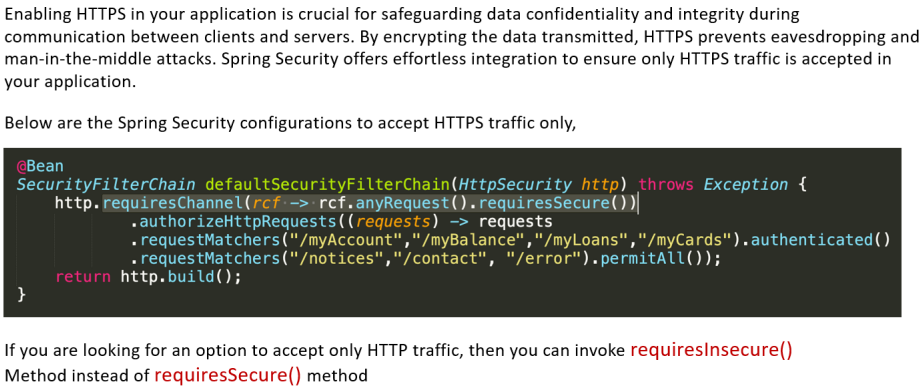 Enabling HTTPS in your application is crucial for safeguarding data confidentiality and integrity during
communication between clients and servers. By encrypting the data transmitted, HTTPS prevents eavesdropping and
man-in-the-middle attacks. Spring Security offers effortless integration to ensure only HTTPS traffic is accepted in
your application.
Below are the Spring Security configurations to accept HTTPS traffic only,
@Bean
SecurityFilterChain defaultSecurityFilterChain(HttpSecurity http) throws Exception {
http.requiresChannel(rcf -> rcf.anyRequest().requiresSecure())
.authorizeHttpRequests((requests) -> requests
.requestMatchers("/myAccount","/myBalance","/myLoans","/myCards").authenticated()
.requestMatchers("/notices","/contact", "/error").permitAll());
return http.build();
}
If you are looking for an option to accept only HTTP traffic, then you can invoke requiresInsecure()
Method instead of requiresSecure() method